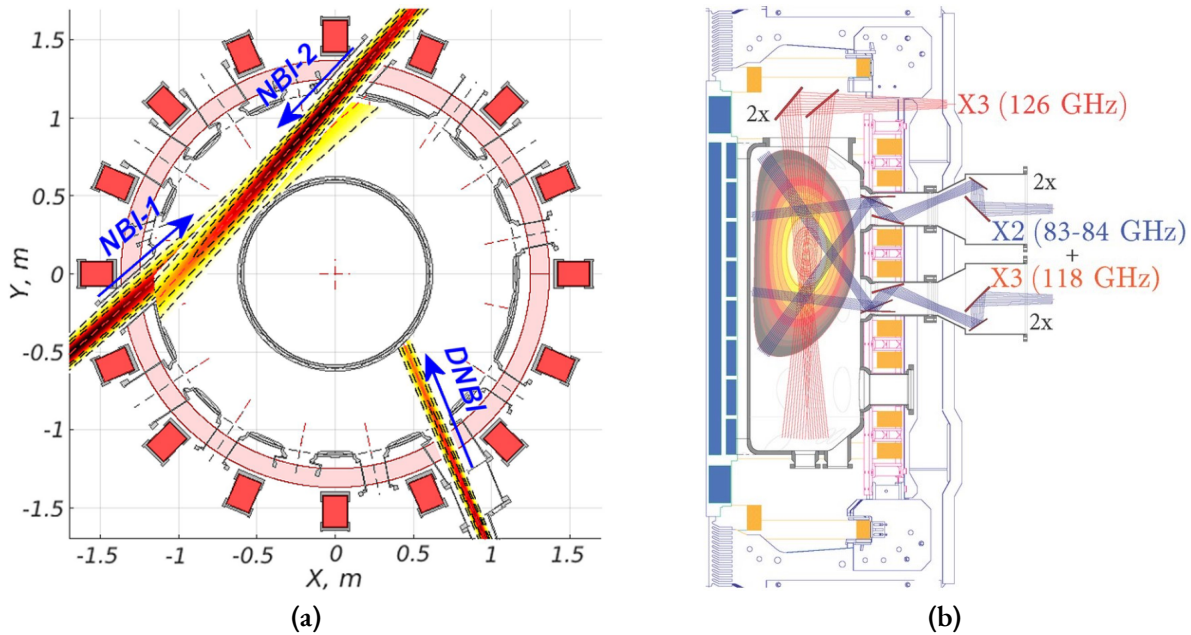 1.5
1
0.5
0
-0.5
-1
-1.5
Y, m
-1.5
-1
-0.5
0
0.5
1
1.5
X, m
NBI-2
NBI-1
DNBI
(a)
2x
X3 (126 GHz)
2x
X2 (83-84 GHz)
+
X3 (118 GHz)
2x
(b)